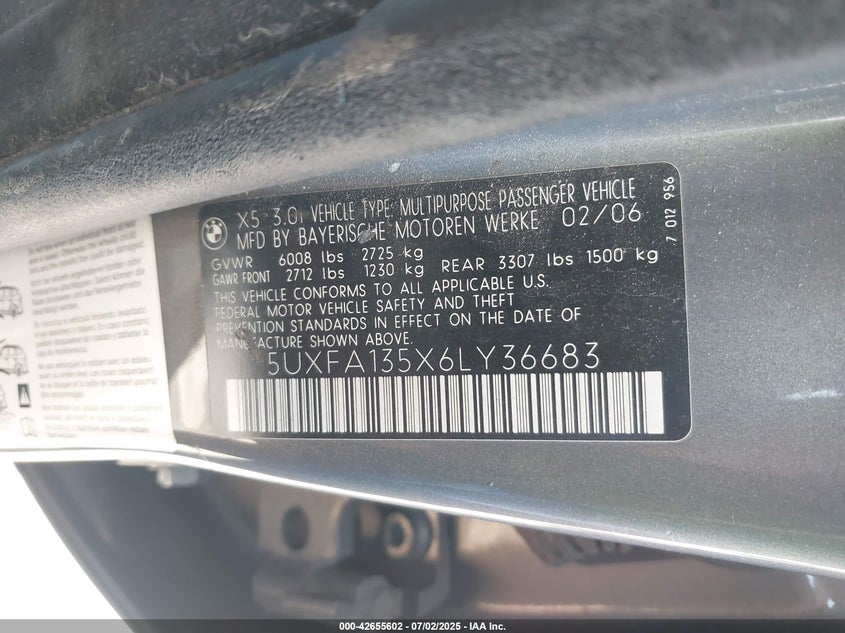 BMW
X5 3.0i VEHICLE TYPE: MULTIPURPOSE PASSENGER VEHICLE
MFD BY BAYERISCHE MOTOREN WERKE 02/06
GVWR 6008 lbs 2725 kg
GAWR FRONT 2712 lbs 1230 kg REAR 3307 lbs 1500 kg
THIS VEHICLE CONFORMS TO ALL APPLICABLE U.S.
FEDERAL MOTOR VEHICLE SAFETY AND THEFT
PREVENTION STANDARDS IN EFFECT ON THE DATE OF
MANUFACTURE SHOWN ABOVE.
5UXFA135X6LY36683
7 012 956
000-42655602 - 07/02/2025 - IAA Inc.